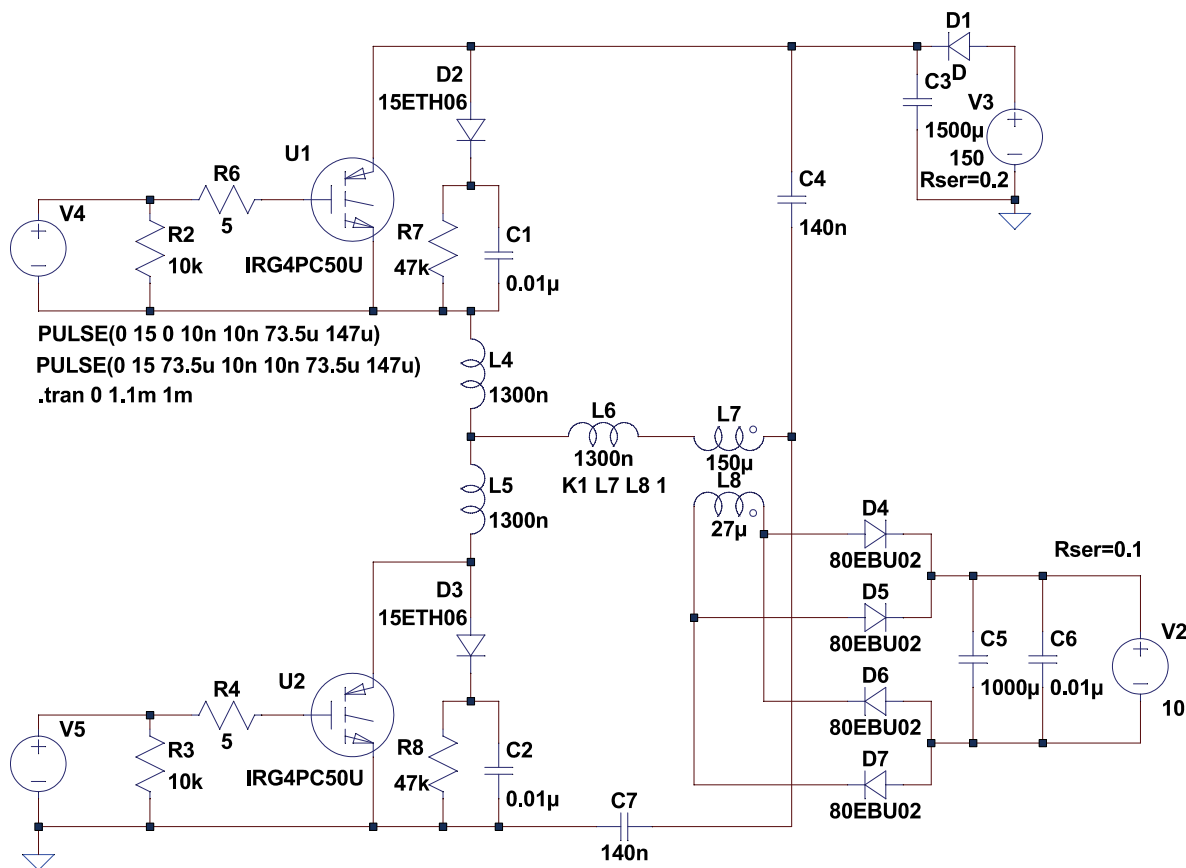 D1
D
C3
1500µ
V3
150
Rser=0.2
D2
15ETH06
U1
R6
5
V4
R2
10k
IRG4PC50U
R7
47k
C1
0.01µ
C4
140n
PULSE(0 15 0 10n 10n 73.5u 147u)
PULSE(0 15 73.5u 10n 10n 73.5u 147u)
.tran 0 1.1m 1m
L4
1300n
L6
1300n
K1 L7 L8 1
L7
150µ
L8
27µ
L5
1300n
D4
80EBU02
D5
80EBU02
D6
80EBU02
D7
80EBU02
Rser=0.1
C5
1000µ
C6
0.01µ
V2
10
D3
15ETH06
U2
R4
5
V5
R3
10k
IRG4PC50U
R8
47k
C2
0.01µ
C7
140n